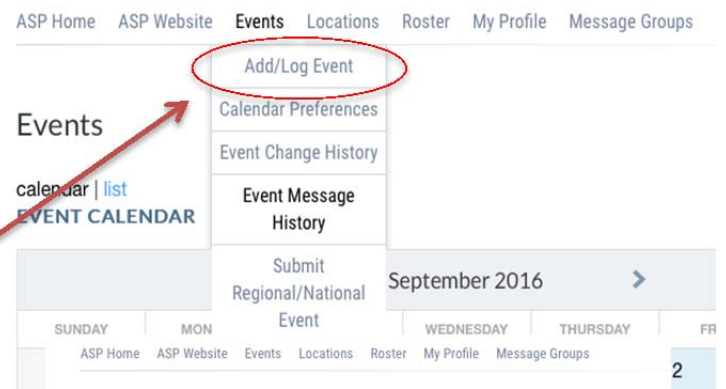 ASP Home ASP Website Events Locations Roster My Profile Message Groups
Add/Log Event
Calendar Preferences
Event Change History
Event Message
History
Submit
Regional/National
Event
Events
calendar | list
EVENT CALENDAR
September 2016 >
SUNDAY MON WEDNESDAY THURSDAY FR
ASP Home ASP Website Events Locations Roster My Profile Message Groups
2